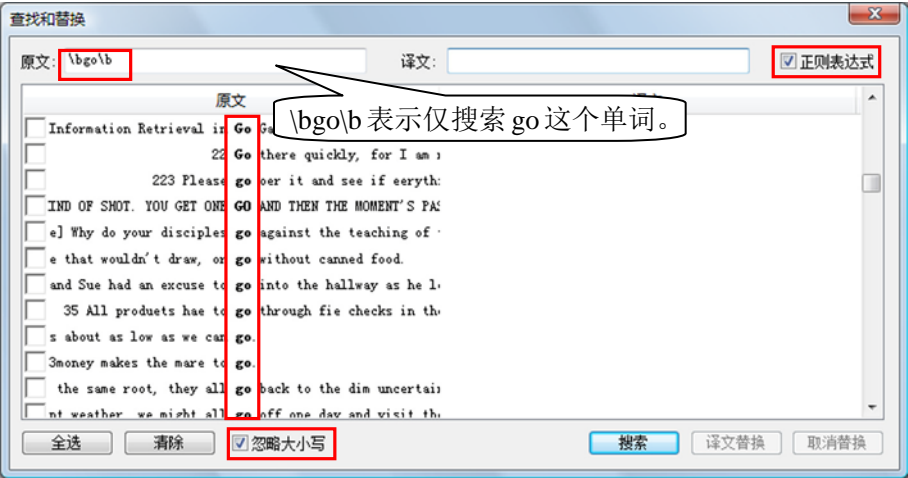 查找和替换
原文: \bgo\b 译文: 正则表达式
原文
\bgo\b 表示仅搜索 go 这个单词。
Information Retrieval in Go
22 Go there quickly, for I am
223 Please go oer it and see if eeryth
IND OF SHOT. YOU GET ONE GO AND THEN THE MOMENT'S PAS
e] Why do your disciples go against the teaching of
e that wouldn't draw, or go without canned food.
and Sue had an excuse to go into the hallway as he l
35 All produets hae to go through fie checks in the
s about as low as we can go.
3money makes the mare to go.
the same root, they all go back to the dim uncertain
nt weather, we might all go off one day and visit th
全选 清除 忽略大小写 搜索 译文替换 取消替换